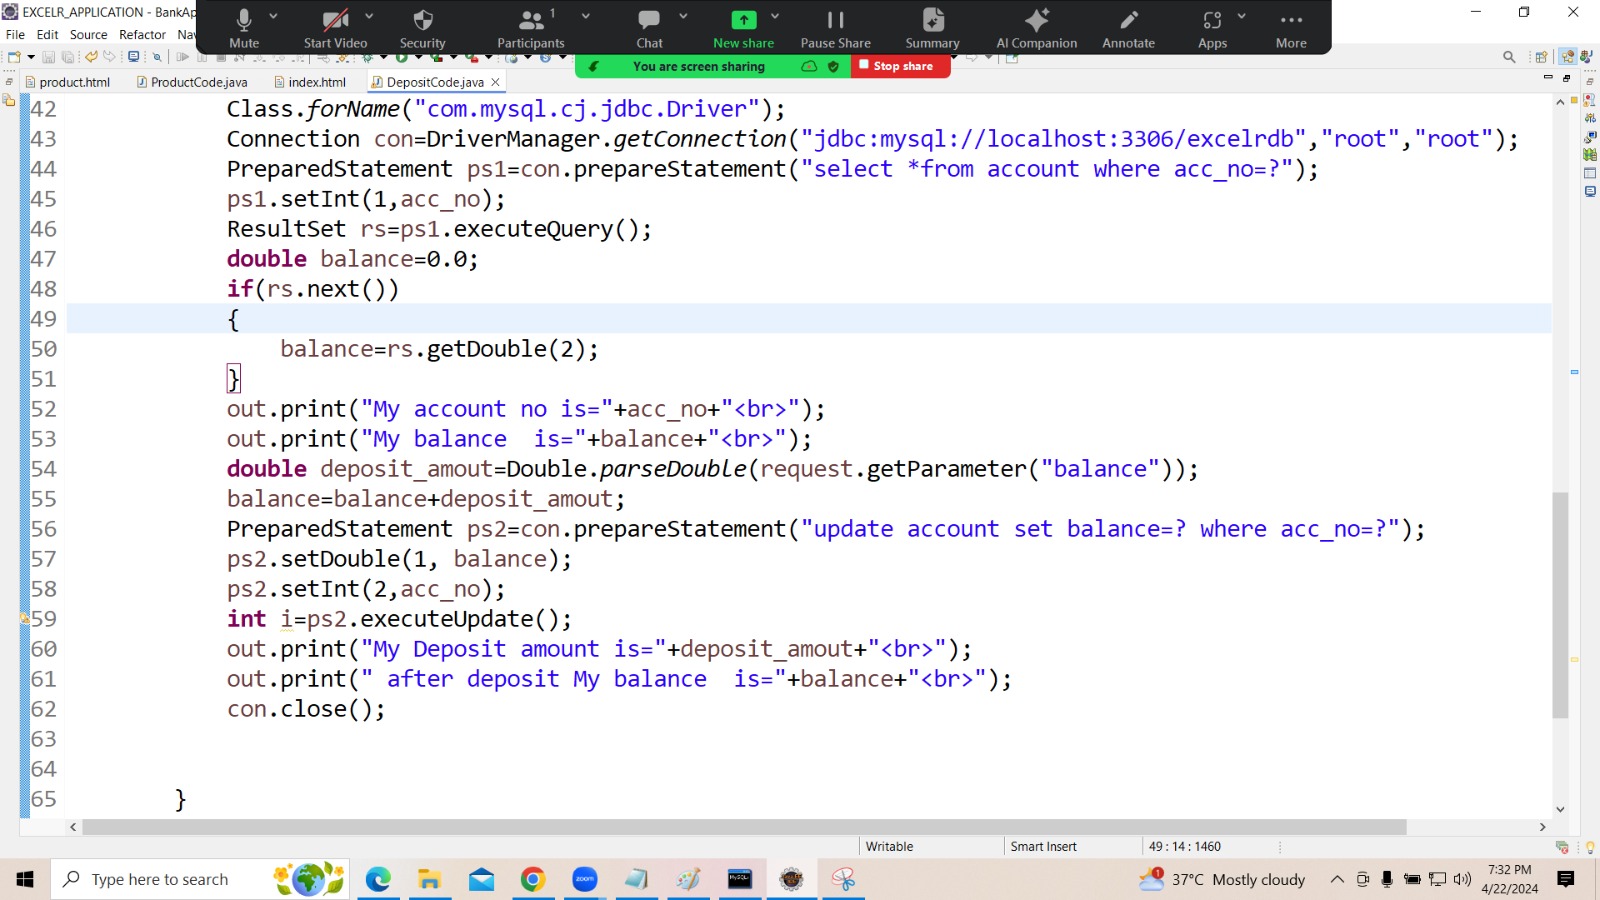 EXCELR_APPLICATION - BankAp
File Edit Source Refactor Nav
Mute Start Video Security Participants 1 Chat New share Pause Share Summary AI Companion Annotate Apps More
You are screen sharing Stop share
product.html ProductCode.java index.html DepositCode.java
42 Class.forName("com.mysql.cj.jdbc.Driver");
43 Connection con=DriverManager.getConnection("jdbc:mysql://localhost:3306/excelrdb","root","root");
44 PreparedStatement ps1=con.prepareStatement("select *from account where acc_no=?");
45 ps1.setInt(1,acc_no);
46 ResultSet rs=ps1.executeQuery();
47 double balance=0.0;
48 if(rs.next())
49 {
50 balance=rs.getDouble(2);
51 }
52 out.print("My account no is="+acc_no+"<br>");
53 out.print("My balance  is="+balance+"<br>");
54 double deposit_amout=Double.parseDouble(request.getParameter("balance"));
55 balance=balance+deposit_amout;
56 PreparedStatement ps2=con.prepareStatement("update account set balance=? where acc_no=?");
57 ps2.setDouble(1, balance);
58 ps2.setInt(2,acc_no);
59 int i=ps2.executeUpdate();
60 out.print("My Deposit amount is="+deposit_amout+"<br>");
61 out.print(" after deposit My balance  is="+balance+"<br>");
62 con.close();
63
64
65 }
Writable Smart Insert 49 : 14 : 1460
Type here to search zoom MySQL 1 37°C Mostly cloudy 7:32 PM
4/22/2024